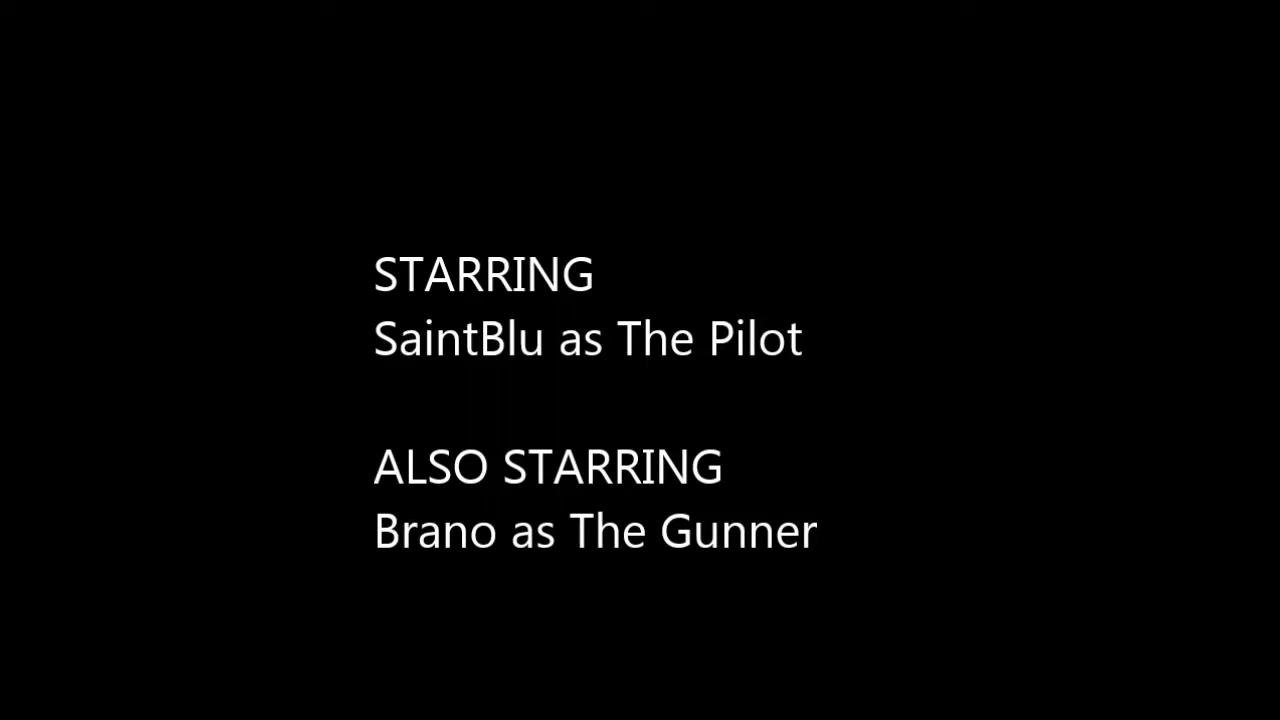 STARRING
SaintBlu as The Pilot
ALSO STARRING
Brano as The Gunner